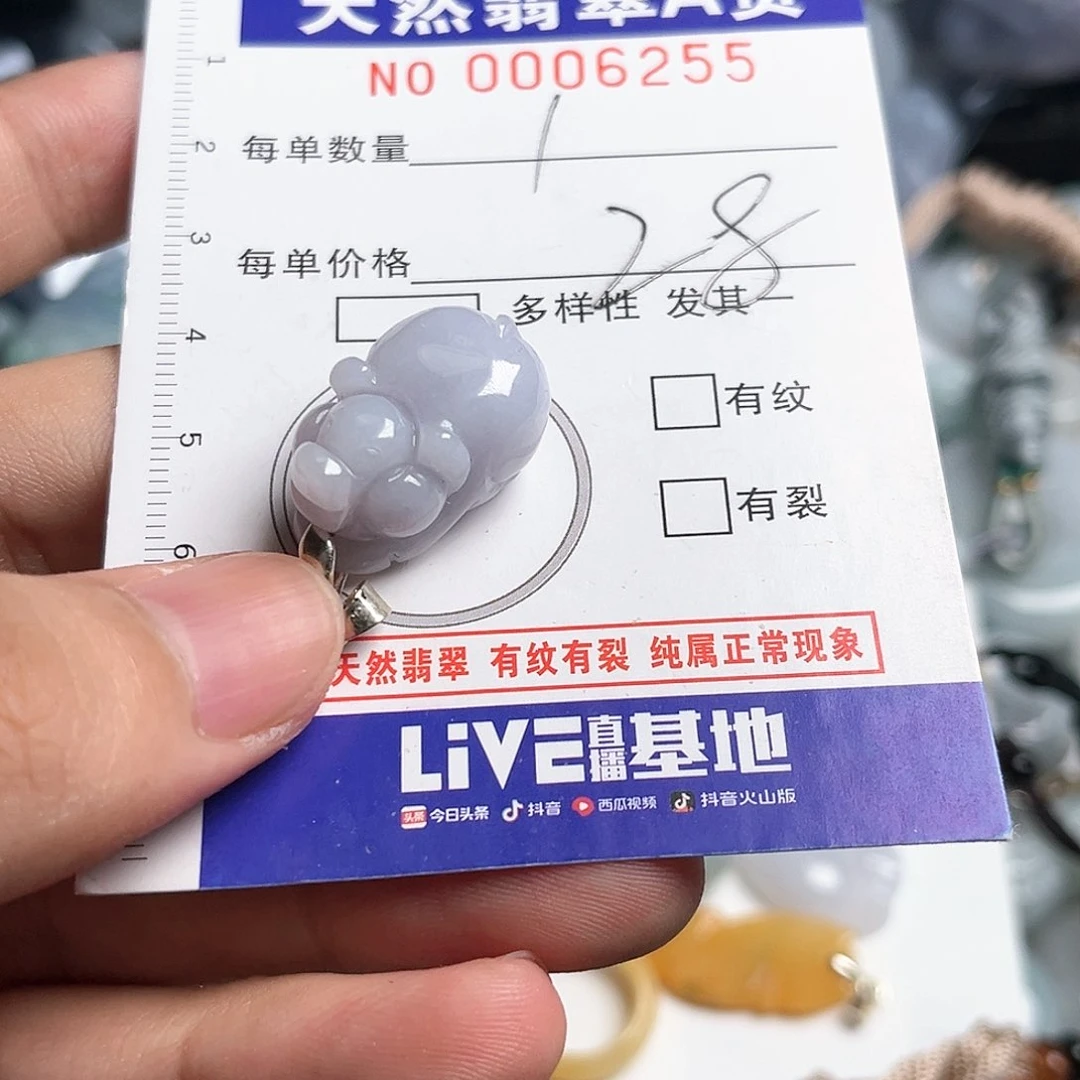 天然翡翠A货
NO 0006255
每单数量 1
每单价格 28
多样性 发其一
有纹
有裂
天然翡翠 有纹有裂 纯属正常现象
LiVE直播基地
头条 今日头条 抖音 西瓜视频 抖音火山版
1
2
3
4
5
6